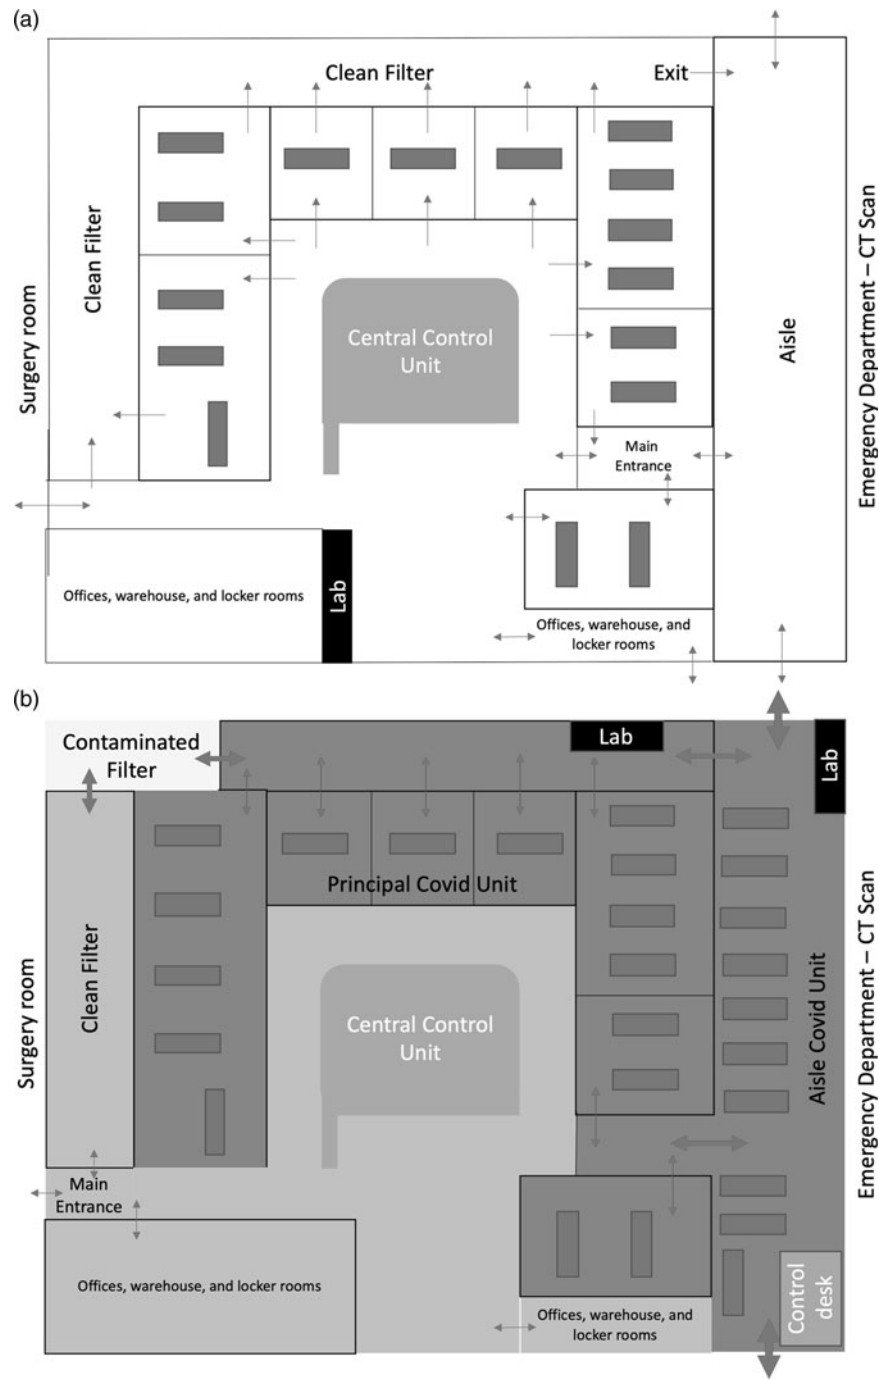 (a)
Clean Filter
Exit
Clean Filter
Surgery room
Central Control
Unit
Aisle
Emergency Department – CT Scan
Main
Entrance
Offices, warehouse, and locker rooms
Lab
Offices, warehouse, and
locker rooms
(b)
Contaminated
Filter
Lab
Lab
Principal Covid Unit
Clean Filter
Surgery room
Central Control
Unit
Aisle Covid Unit
Emergency Department – CT Scan
Main
Entrance
Offices, warehouse, and locker rooms
Offices, warehouse, and
locker rooms
Control
desk